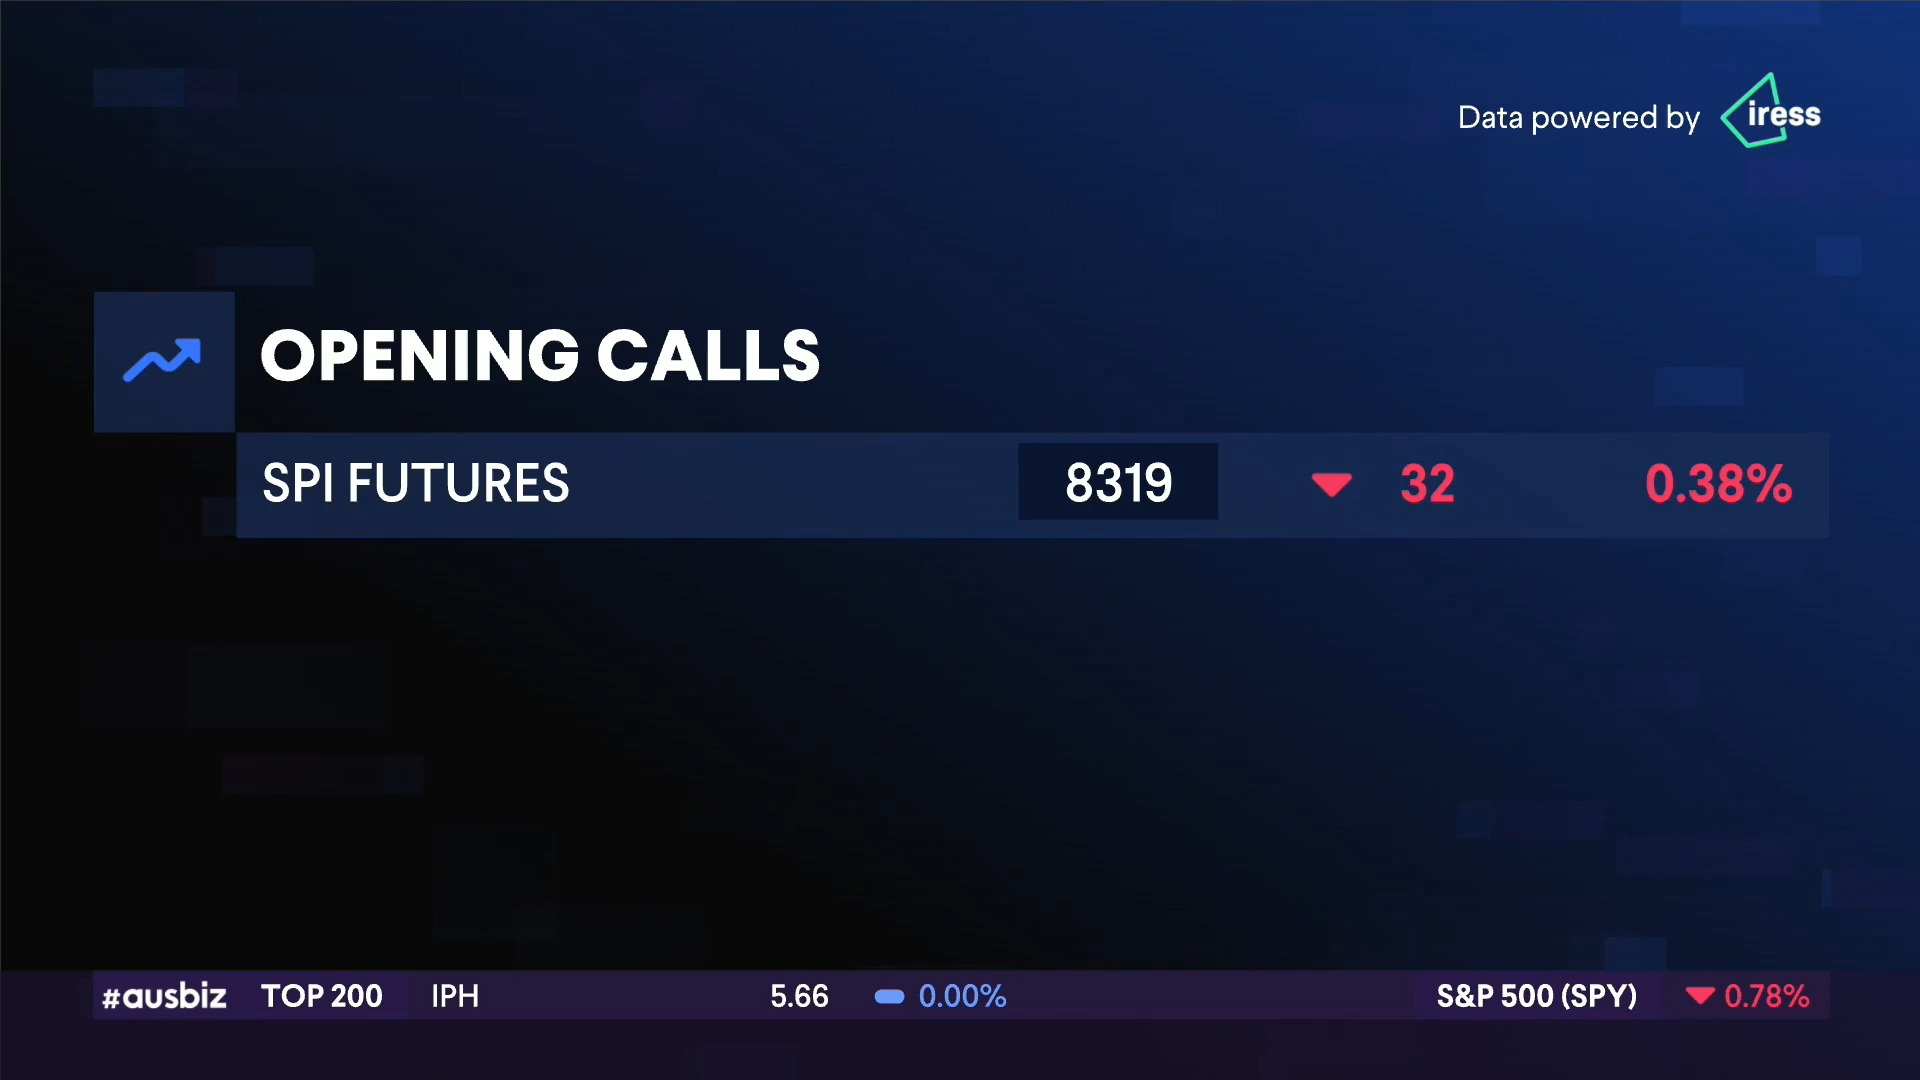 Data powered by iress
OPENING CALLS
SPI FUTURES 8319 32 0.38%
#ausbiz TOP 200 IPH 5.66 0.00% S&P 500 (SPY) 0.78%